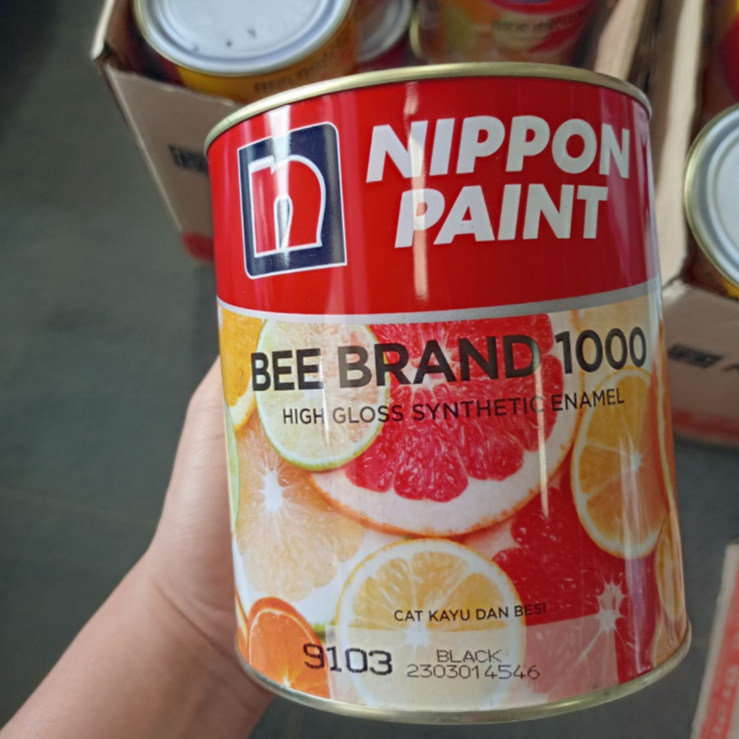 NIPPON
PAINT
BEE BRAND 1000
HIGH GLOSS SYNTHETIC ENAMEL
CAT KAYU DAN BESI
9103
BLACK
2303014546